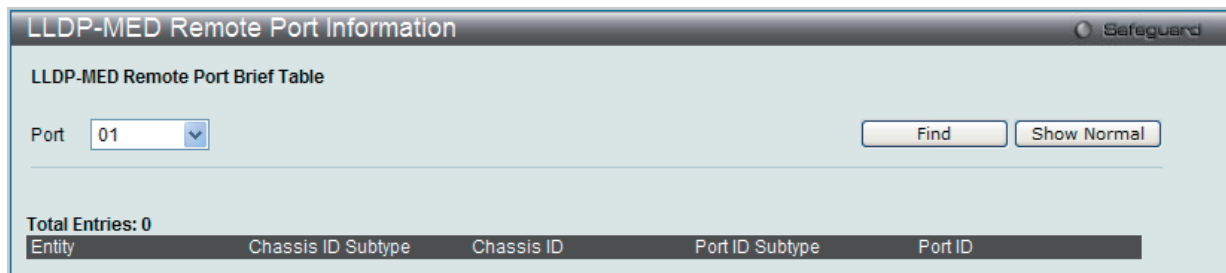 LLDP-MED Remote Port Information
Safeguard
LLDP-MED Remote Port Brief Table
Port 01 Find Show Normal
Total Entries: 0
Entity Chassis ID Subtype Chassis ID Port ID Subtype Port ID